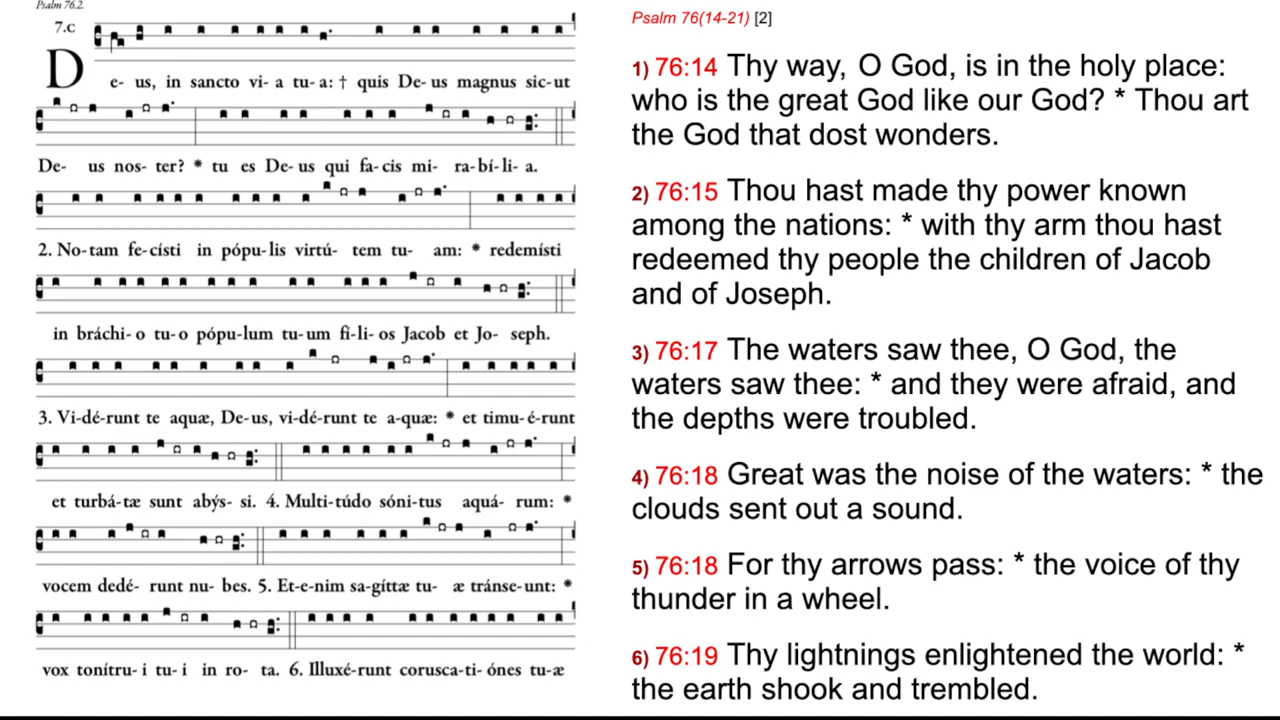 Psalm 76.2.
7.c
De- us, in sancto vi- a tu- a: † quis De- us magnus sic- ut
De- us nos- ter? * tu es De- us qui fa- cis mi- ra- bí- li- a.
2. No- tam fe- císti in pópu- lis virtú- tem tu- am: * redemísti
in bráchi- o tu- o pópu- lum tu- um fí- li- os Jacob et Jo- seph.
3. Vi- dé- runt te aquæ, De- us, vi- dé- runt te a- quæ: * et timu- é- runt
et turbá- tæ sunt abýs- si. 4. Multi- túdo sóni- tus aquá- rum: *
vocem dedé- runt nu- bes. 5. Et- e- nim sa- gíttæ tu- æ tránse- unt: *
vox tonítru- i tu- i in ro- ta. 6. Illuxé- runt corusca- ti- ónes tu- æ
Psalm 76(14-21) [2]
1) 76:14 Thy way, O God, is in the holy place:
who is the great God like our God? * Thou art
the God that dost wonders.
2) 76:15 Thou hast made thy power known
among the nations: * with thy arm thou hast
redeemed thy people the children of Jacob
and of Joseph.
3) 76:17 The waters saw thee, O God, the
waters saw thee: * and they were afraid, and
the depths were troubled.
4) 76:18 Great was the noise of the waters: * the
clouds sent out a sound.
5) 76:18 For thy arrows pass: * the voice of thy
thunder in a wheel.
6) 76:19 Thy lightnings enlightened the world: *
the earth shook and trembled.